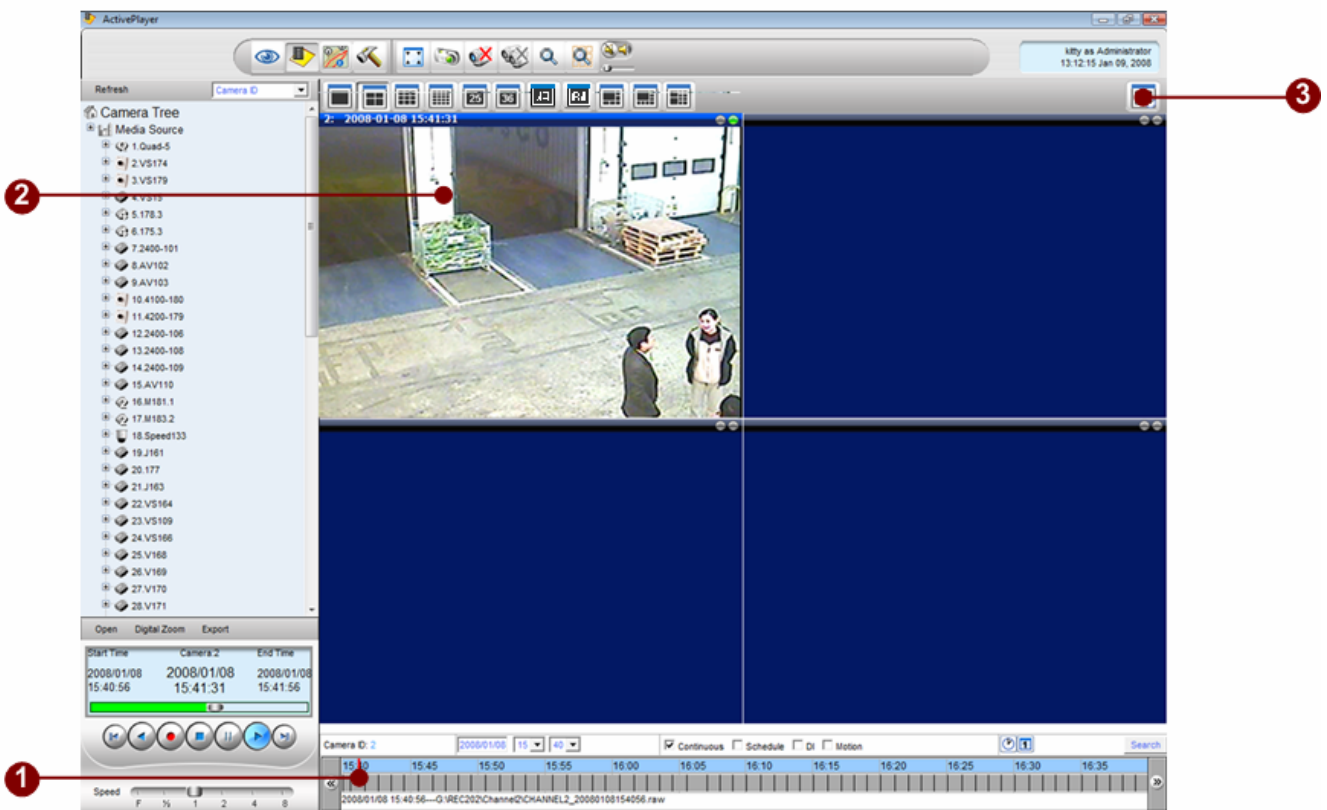 ActivePlayer
kitty as Administrator
13:12:15 Jan 09, 2008
Refresh
Camera ID
25
36
3
Camera Tree
Media Source
1.Quad-5
2.VS174
3.VS179
4.VS15
5.178.3
6.175.3
7.2400-101
8.AV102
9.AV103
10.4100-180
11.4200-179
12.2400-106
13.2400-108
14.2400-109
15.AV110
16.M181.1
17.M183.2
18.Speed133
19.J161
20.177
21.J163
22.VS164
23.VS109
24.VS166
25.V168
26.V169
27.V170
28.V171
2: 2008-01-08 15:41:31
2
Open Digital Zoom Export
Start Time Camera:2 End Time
2008/01/08 2008/01/08 2008/01/08
15:40:56 15:41:31 15:41:56
Camera ID: 2 2008/01/08 15 40 Continuous Schedule DI Motion 1 Search
15:40 15:45 15:50 15:55 16:00 16:05 16:10 16:15 16:20 16:25 16:30 16:35
1
2008/01/08 15:40:56---G:\REC202\Channel2\CHANNEL2_20080108154056.raw
Speed
F ½ 1 2 4 8